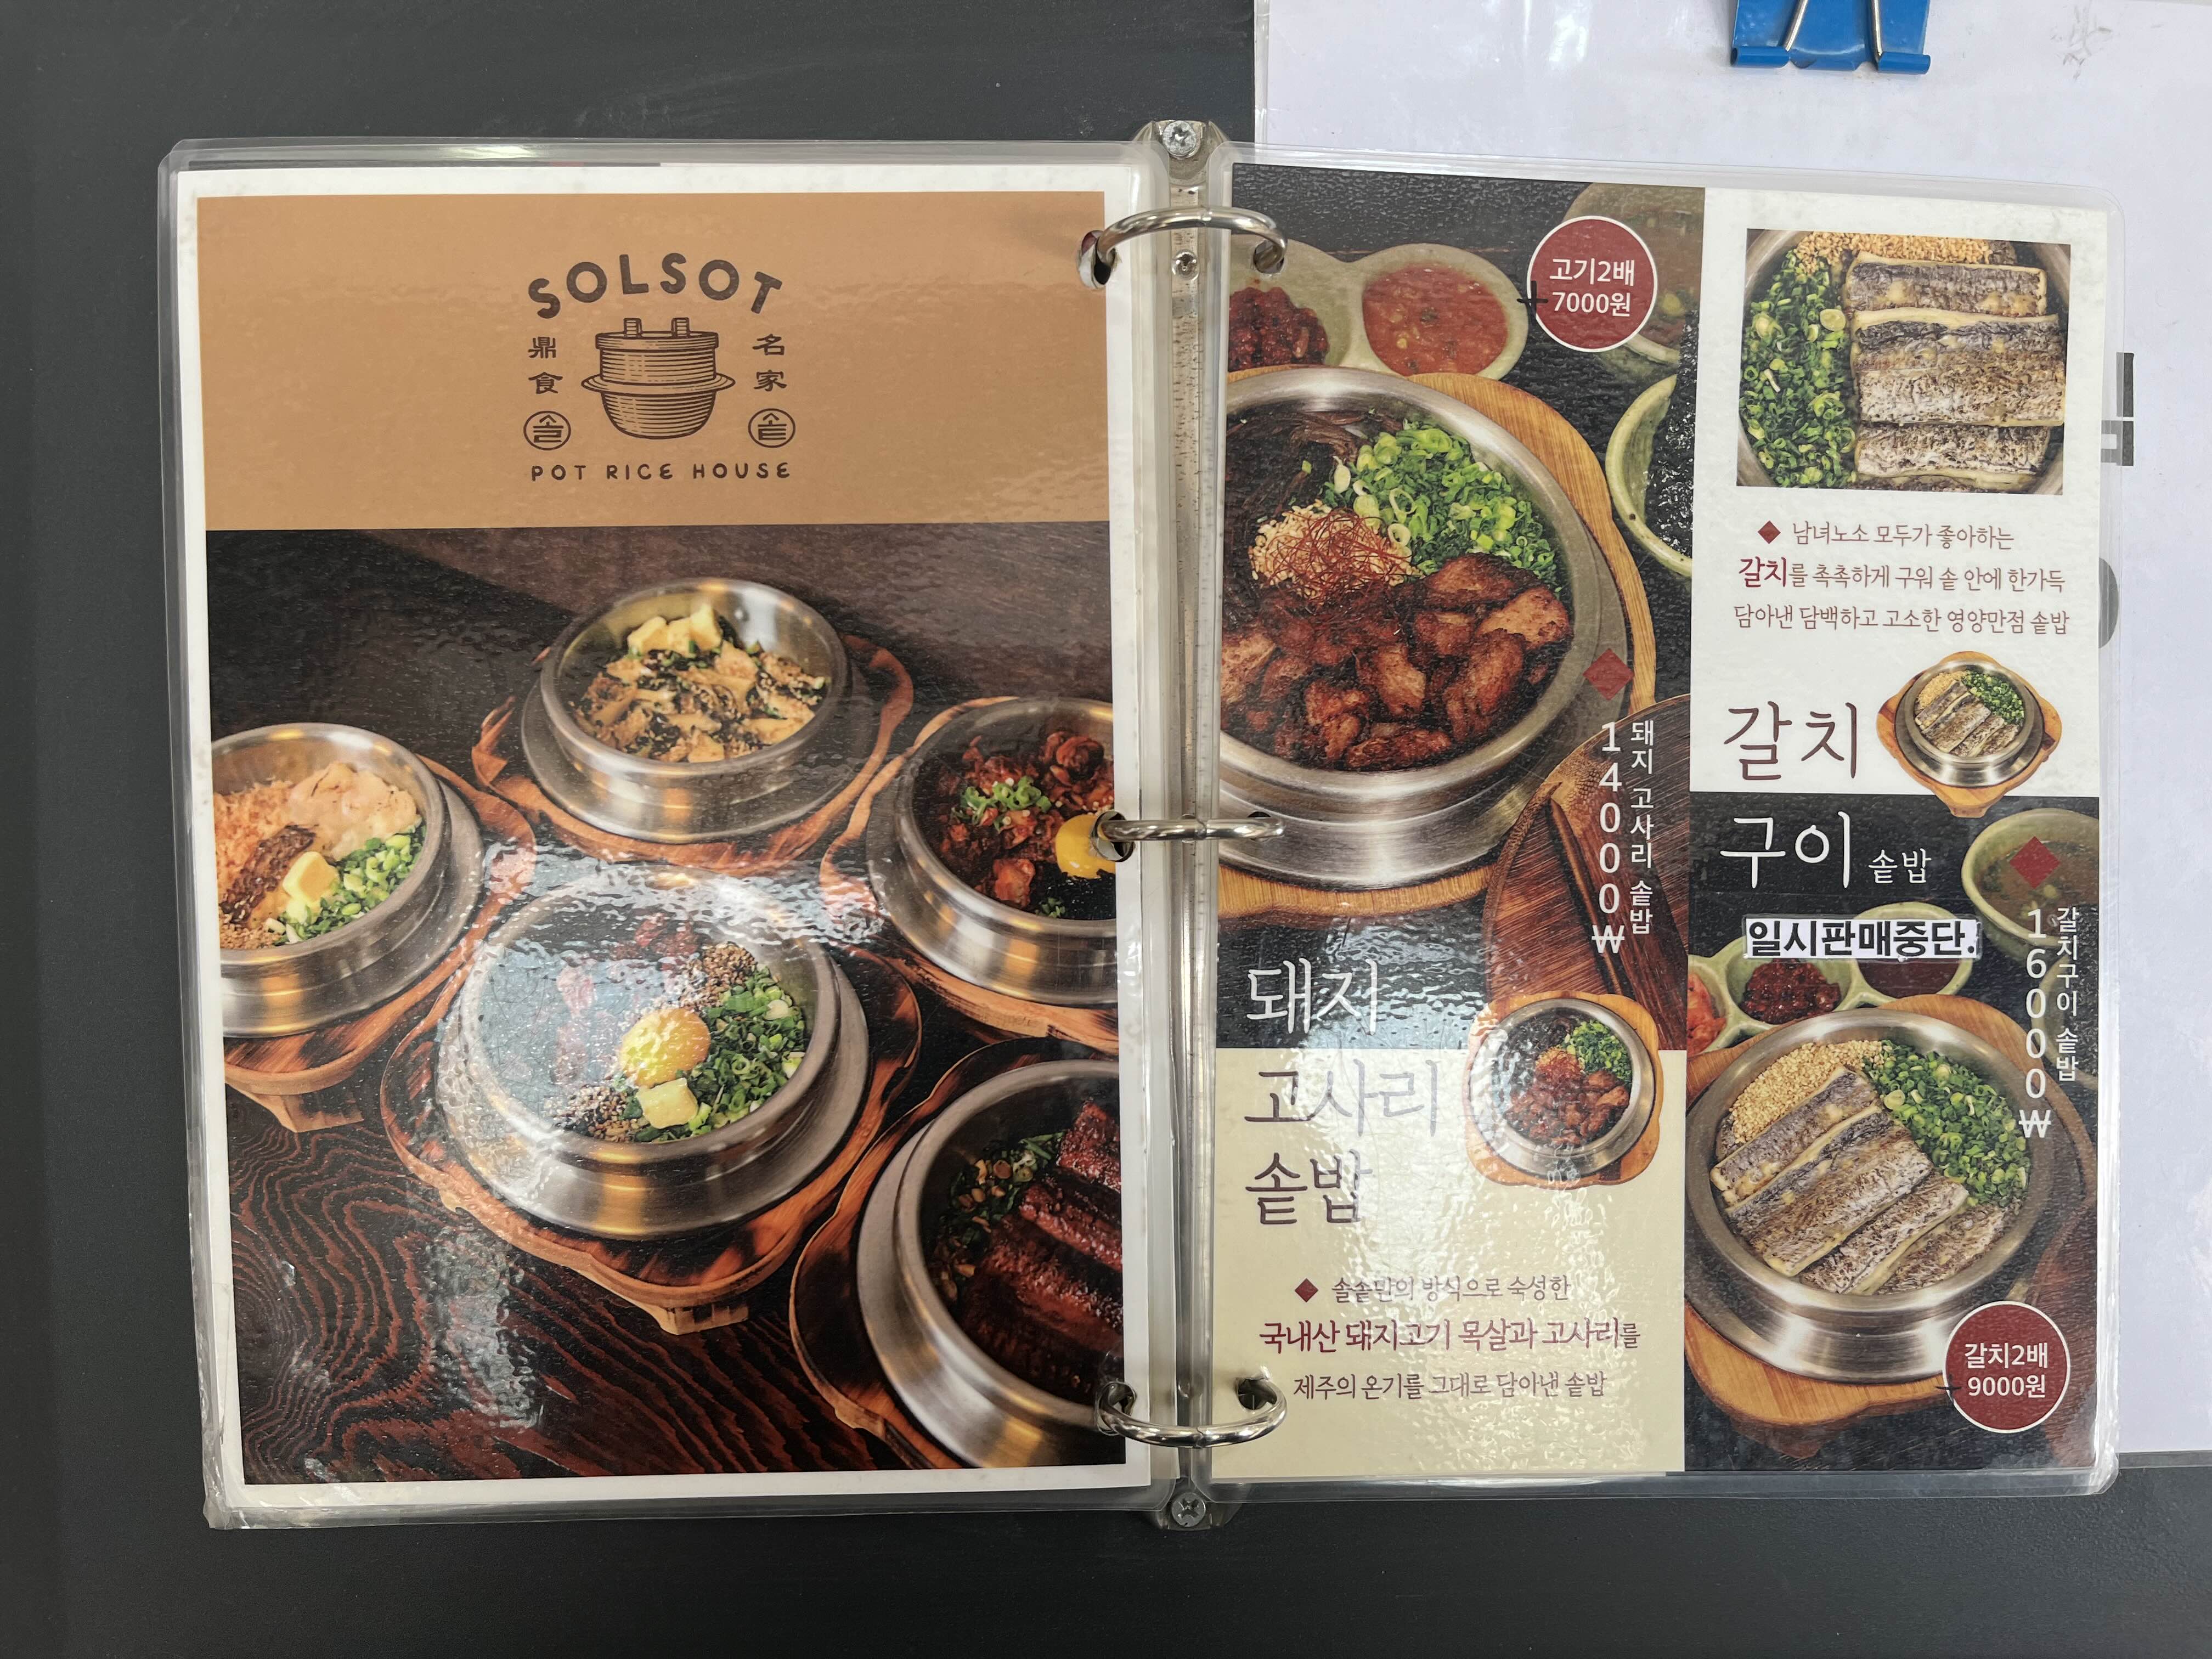 SOLSOT
鼎食
名家
솔
솥
POT RICE HOUSE
고기2배
+7000원
돼지 고사리 솥밥
14000₩
돼지
고사리
솥밥
솔솥만의 방식으로 숙성한
국내산 돼지고기 목살과 고사리를
제주의 온기를 그대로 담아낸 솥밥
남녀노소 모두가 좋아하는
갈치를 촉촉하게 구워 솥 안에 한가득
담아낸 담백하고 고소한 영양만점 솥밥
갈치
구이 솥밥
일시판매중단.
갈치구이 솥밥
16000₩
갈치2배
9000원